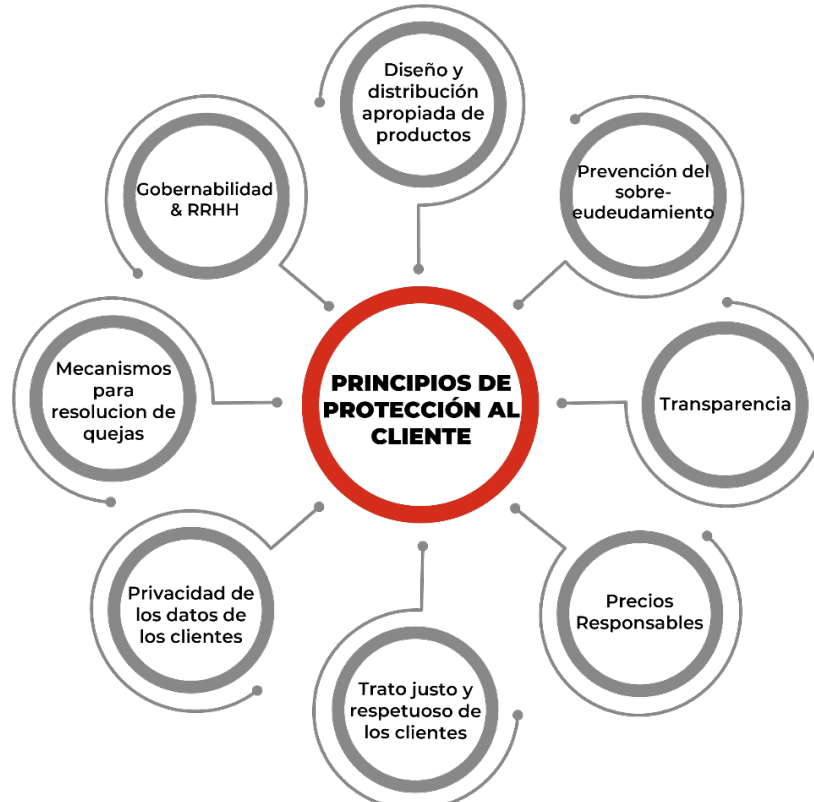 Diseño y
distribución
apropiada de
productos
Prevención del
sobre-
eudeudamiento
Transparencia
Precios
Responsables
Trato justo y
respetuoso de
los clientes
Privacidad de
los datos de
los clientes
Mecanismos
para
resolucion de
quejas
Gobernabilidad
& RRHH
PRINCIPIOS DE
PROTECCIÓN AL
CLIENTE